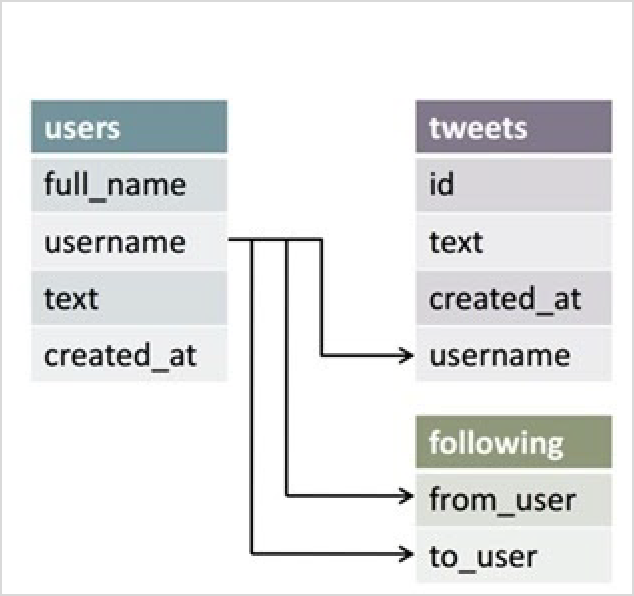 users
full_name
username
text
created_at
tweets
id
text
created_at
username
following
from_user
to_user